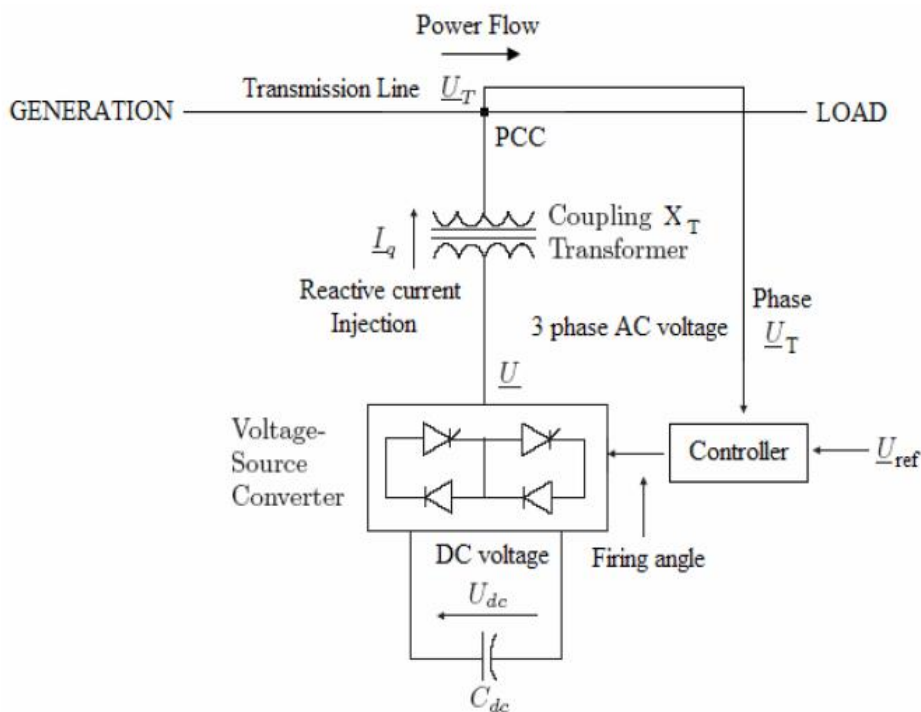 Power Flow
Transmission Line
U_T
GENERATION
LOAD
PCC
Coupling X_T
Transformer
I_q
Reactive current
Injection
Phase
U_T
3 phase AC voltage
U
Voltage-
Source
Converter
Controller
U_ref
DC voltage
Firing angle
U_dc
C_dc